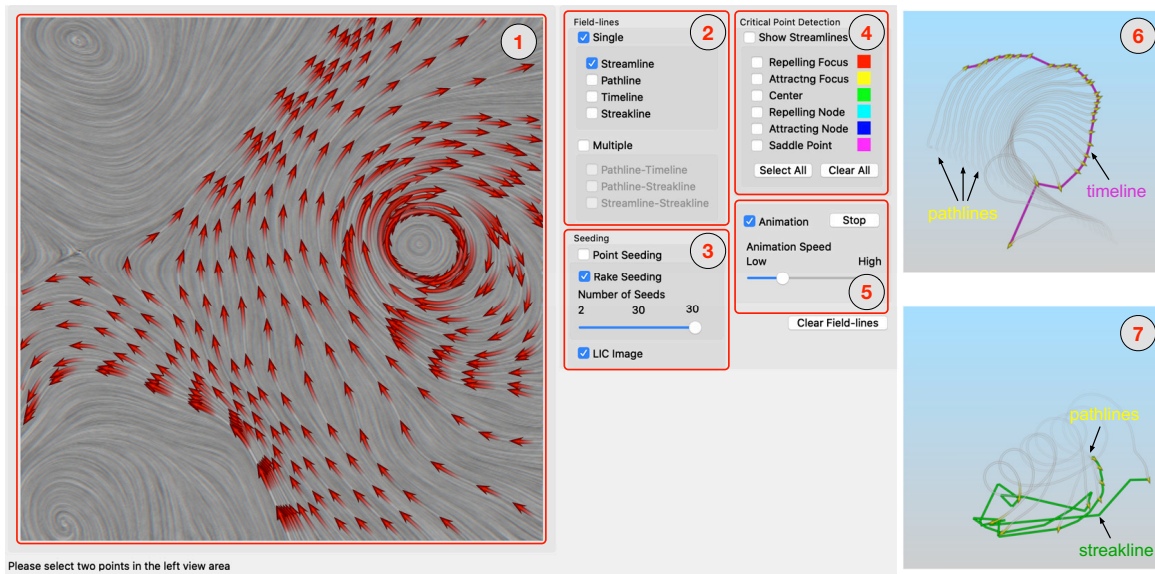 1
Field-lines
2
Single
Streamline
Pathline
Timeline
Streakline
Multiple
Pathline-Timeline
Pathline-Streakline
Streamline-Streakline
Seeding
3
Point Seeding
Rake Seeding
Number of Seeds
2 30 30
LIC Image
Critical Point Detection
4
Show Streamlines
Repelling Focus
Attractng Focus
Center
Repelling Node
Attracting Node
Saddle Point
Select All Clear All
Animation Stop
Animation Speed
Low High
5
Clear Field-lines
6
timeline
pathlines
7
pathlines
streakline
Please select two points in the left view area